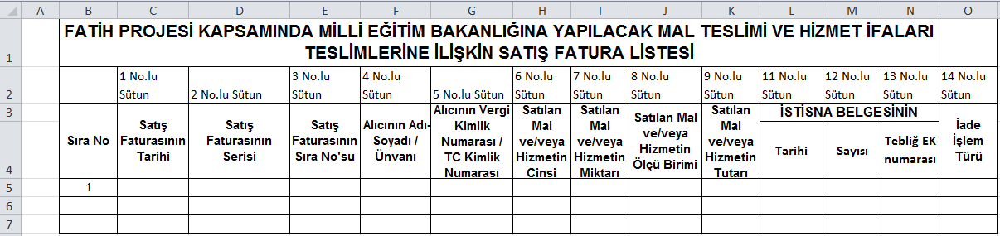 A B C D E F G H I J K L M N O
1
FATİH PROJESİ KAPSAMINDA MİLLİ EĞİTİM BAKANLIĞINA YAPILACAK MAL TESLİMİ VE HİZMET İFALARI
TESLİMLERİNE İLİŞKİN SATIŞ FATURA LİSTESİ
2
1 No.lu
Sütun
2 No.lu Sütun
3 No.lu
Sütun
4 No.lu
Sütun
5 No.lu Sütun
6 No.lu
Sütun
7 No.lu
Sütun
8 No.lu
Sütun
9 No.lu
Sütun
11 No.lu
Sütun
12 No.lu
Sütun
13 No.lu
Sütun
14 No.lu
Sütun
3
4
Sıra No
Satış
Faturasının
Tarihi
Satış
Faturasının
Serisi
Satış
Faturasının
Sıra No'su
Alıcının Adı-
Soyadı /
Ünvanı
Alıcının Vergi
Kimlik
Numarası /
TC Kimlik
Numarası
Satılan
Mal
ve/veya
Hizmetin
Cinsi
Satılan
Mal
ve/veya
Hizmetin
Miktarı
Satılan Mal
ve/veya
Hizmetin
Ölçü Birimi
Satılan
Mal
ve/veya
Hizmetin
Tutarı
İSTİSNA BELGESİNİN
Tarihi
Sayısı
Tebliğ EK
numarası
İade
İşlem
Türü
5 1
6
7